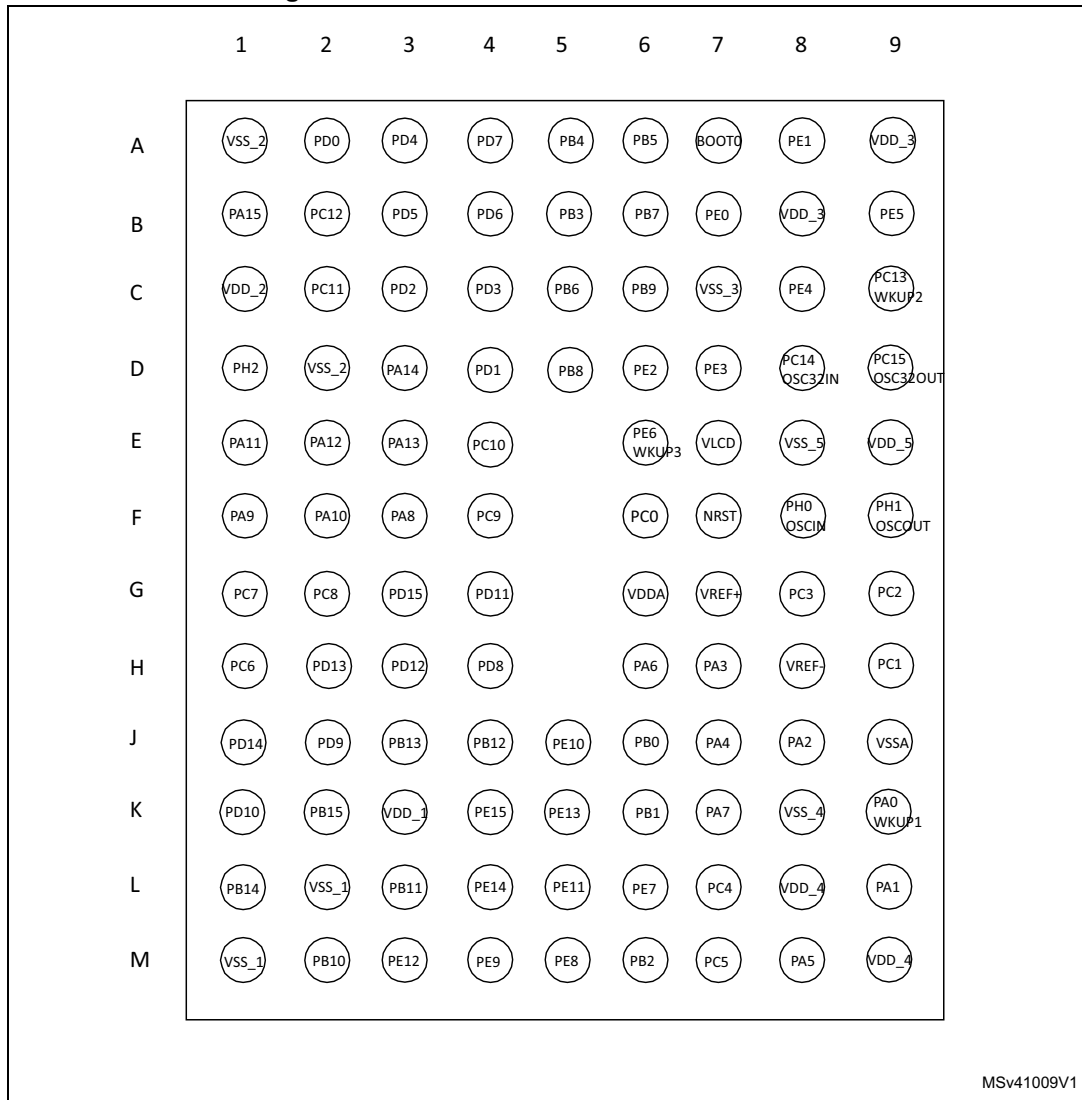 1 2 3 4 5 6 7 8 9
A VSS_2 PD0 PD4 PD7 PB4 PB5 BOOT0 PE1 VDD_3
B PA15 PC12 PD5 PD6 PB3 PB7 PE0 VDD_3 PE5
C VDD_2 PC11 PD2 PD3 PB6 PB9 VSS_3 PE4 PC13
WKUP2
D PH2 VSS_2 PA14 PD1 PB8 PE2 PE3 PC14 PC15
OSC32IN OSC32OUT
E PA11 PA12 PA13 PC10 PE6 VLCD VSS_5 VDD_5
WKUP3
F PA9 PA10 PA8 PC9 PC0 NRST PH0 PH1
OSCIN OSCOUT
G PC7 PC8 PD15 PD11 VDDA VREF+ PC3 PC2
H PC6 PD13 PD12 PD8 PA6 PA3 VREF- PC1
J PD14 PD9 PB13 PB12 PE10 PB0 PA4 PA2 VSSA
K PD10 PB15 VDD_1 PE15 PE13 PB1 PA7 VSS_4 PA0
WKUP1
L PB14 VSS_1 PB11 PE14 PE11 PE7 PC4 VDD_4 PA1
M VSS_1 PB10 PE12 PE9 PE8 PB2 PC5 PA5 VDD_4
MSv41009V1